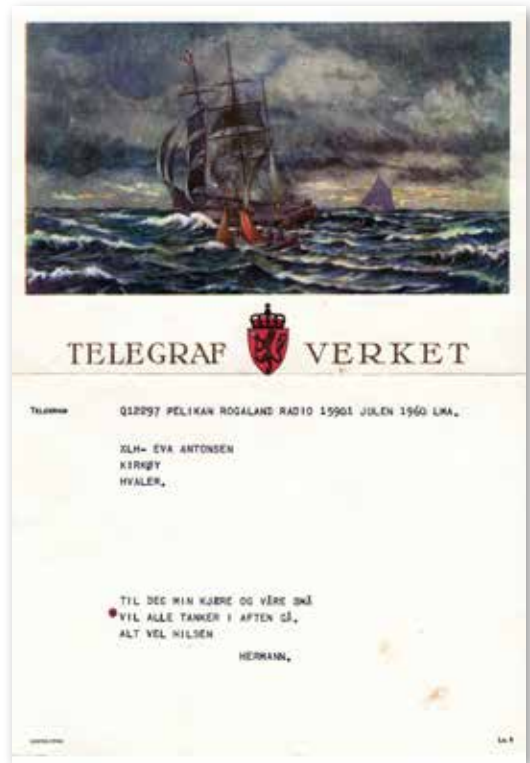 TELEGRAF VERKET
TELEGRAM
Q12297 PELIKAN ROGALAND RADIO 15901 JULEN 1960 LMA.
XLH- EVA ANTONSEN
KIRKØY
HVALER.
TIL DEG MIN KJÆRE OG VÅRE SMÅ
VIL ALLE TANKER I AFTEN GÅ.
ALT VEL HILSEN
HERMANN.